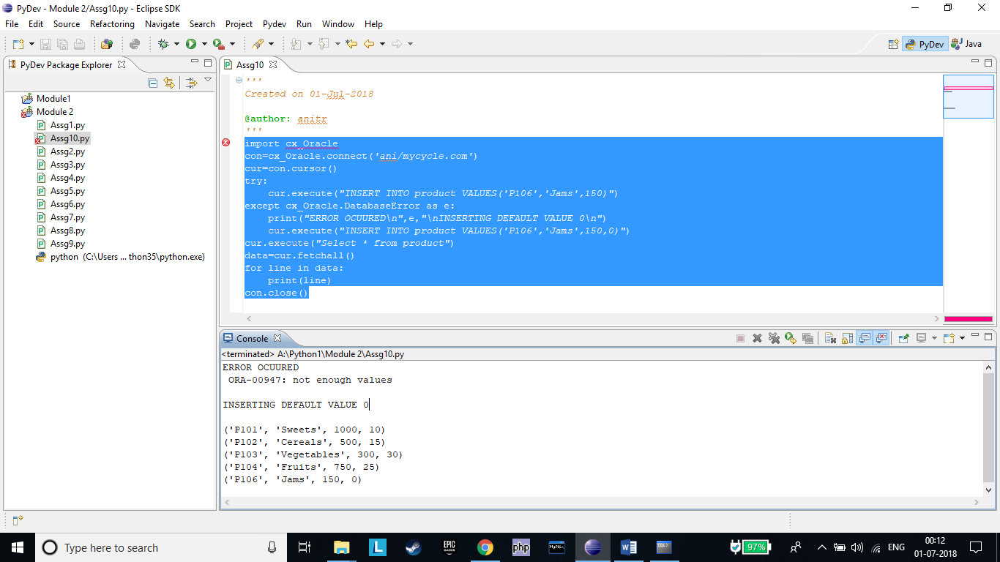 PyDev - Module 2/Assg10.py - Eclipse SDK
File Edit Source Refactoring Navigate Search Project Pydev Run Window Help
PyDev Java
PyDev Package Explorer
Module1
Module 2
Assg1.py
Assg10.py
Assg2.py
Assg3.py
Assg4.py
Assg5.py
Assg6.py
Assg7.py
Assg8.py
Assg9.py
python (C:\Users ... thon35\python.exe)
Assg10
'''
Created on 01-Jul-2018
@author: anitr
'''
import cx_Oracle
con=cx_Oracle.connect('ani/mycycle.com')
cur=con.cursor()
try:
    cur.execute("INSERT INTO product VALUES('P106','Jams',150)")
except cx_Oracle.DatabaseError as e:
    print("ERROR OCUURED\n",e,"\nINSERTING DEFAULT VALUE 0\n")
    cur.execute("INSERT INTO product VALUES('P106','Jams',150,0)")
cur.execute("Select * from product")
data=cur.fetchall()
for line in data:
    print(line)
con.close()
Console
<terminated> A:\Python1\Module 2\Assg10.py
ERROR OCUURED
 ORA-00947: not enough values
INSERTING DEFAULT VALUE 0
('P101', 'Sweets', 1000, 10)
('P102', 'Cereals', 500, 15)
('P103', 'Vegetables', 300, 30)
('P104', 'Fruits', 750, 25)
('P106', 'Jams', 150, 0)
Type here to search
L
EPIC GAMES
php
MySQL
W
SQL>
97%
ENG
00:12
01-07-2018